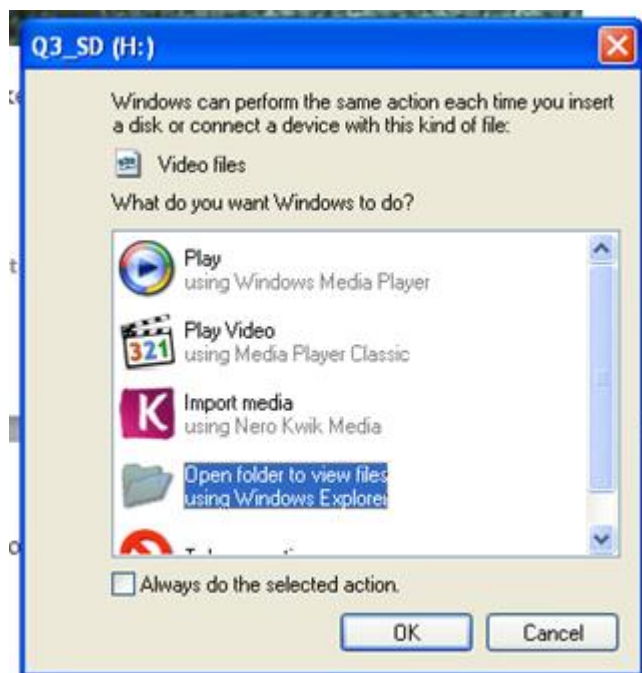 Q3_SD (H:)
Windows can perform the same action each time you insert
a disk or connect a device with this kind of file:
Video files
What do you want Windows to do?
Play
using Windows Media Player
321
Play Video
using Media Player Classic
K
Import media
using Nero Kwik Media
Open folder to view files
using Windows Explorer
Always do the selected action.
OK
Cancel